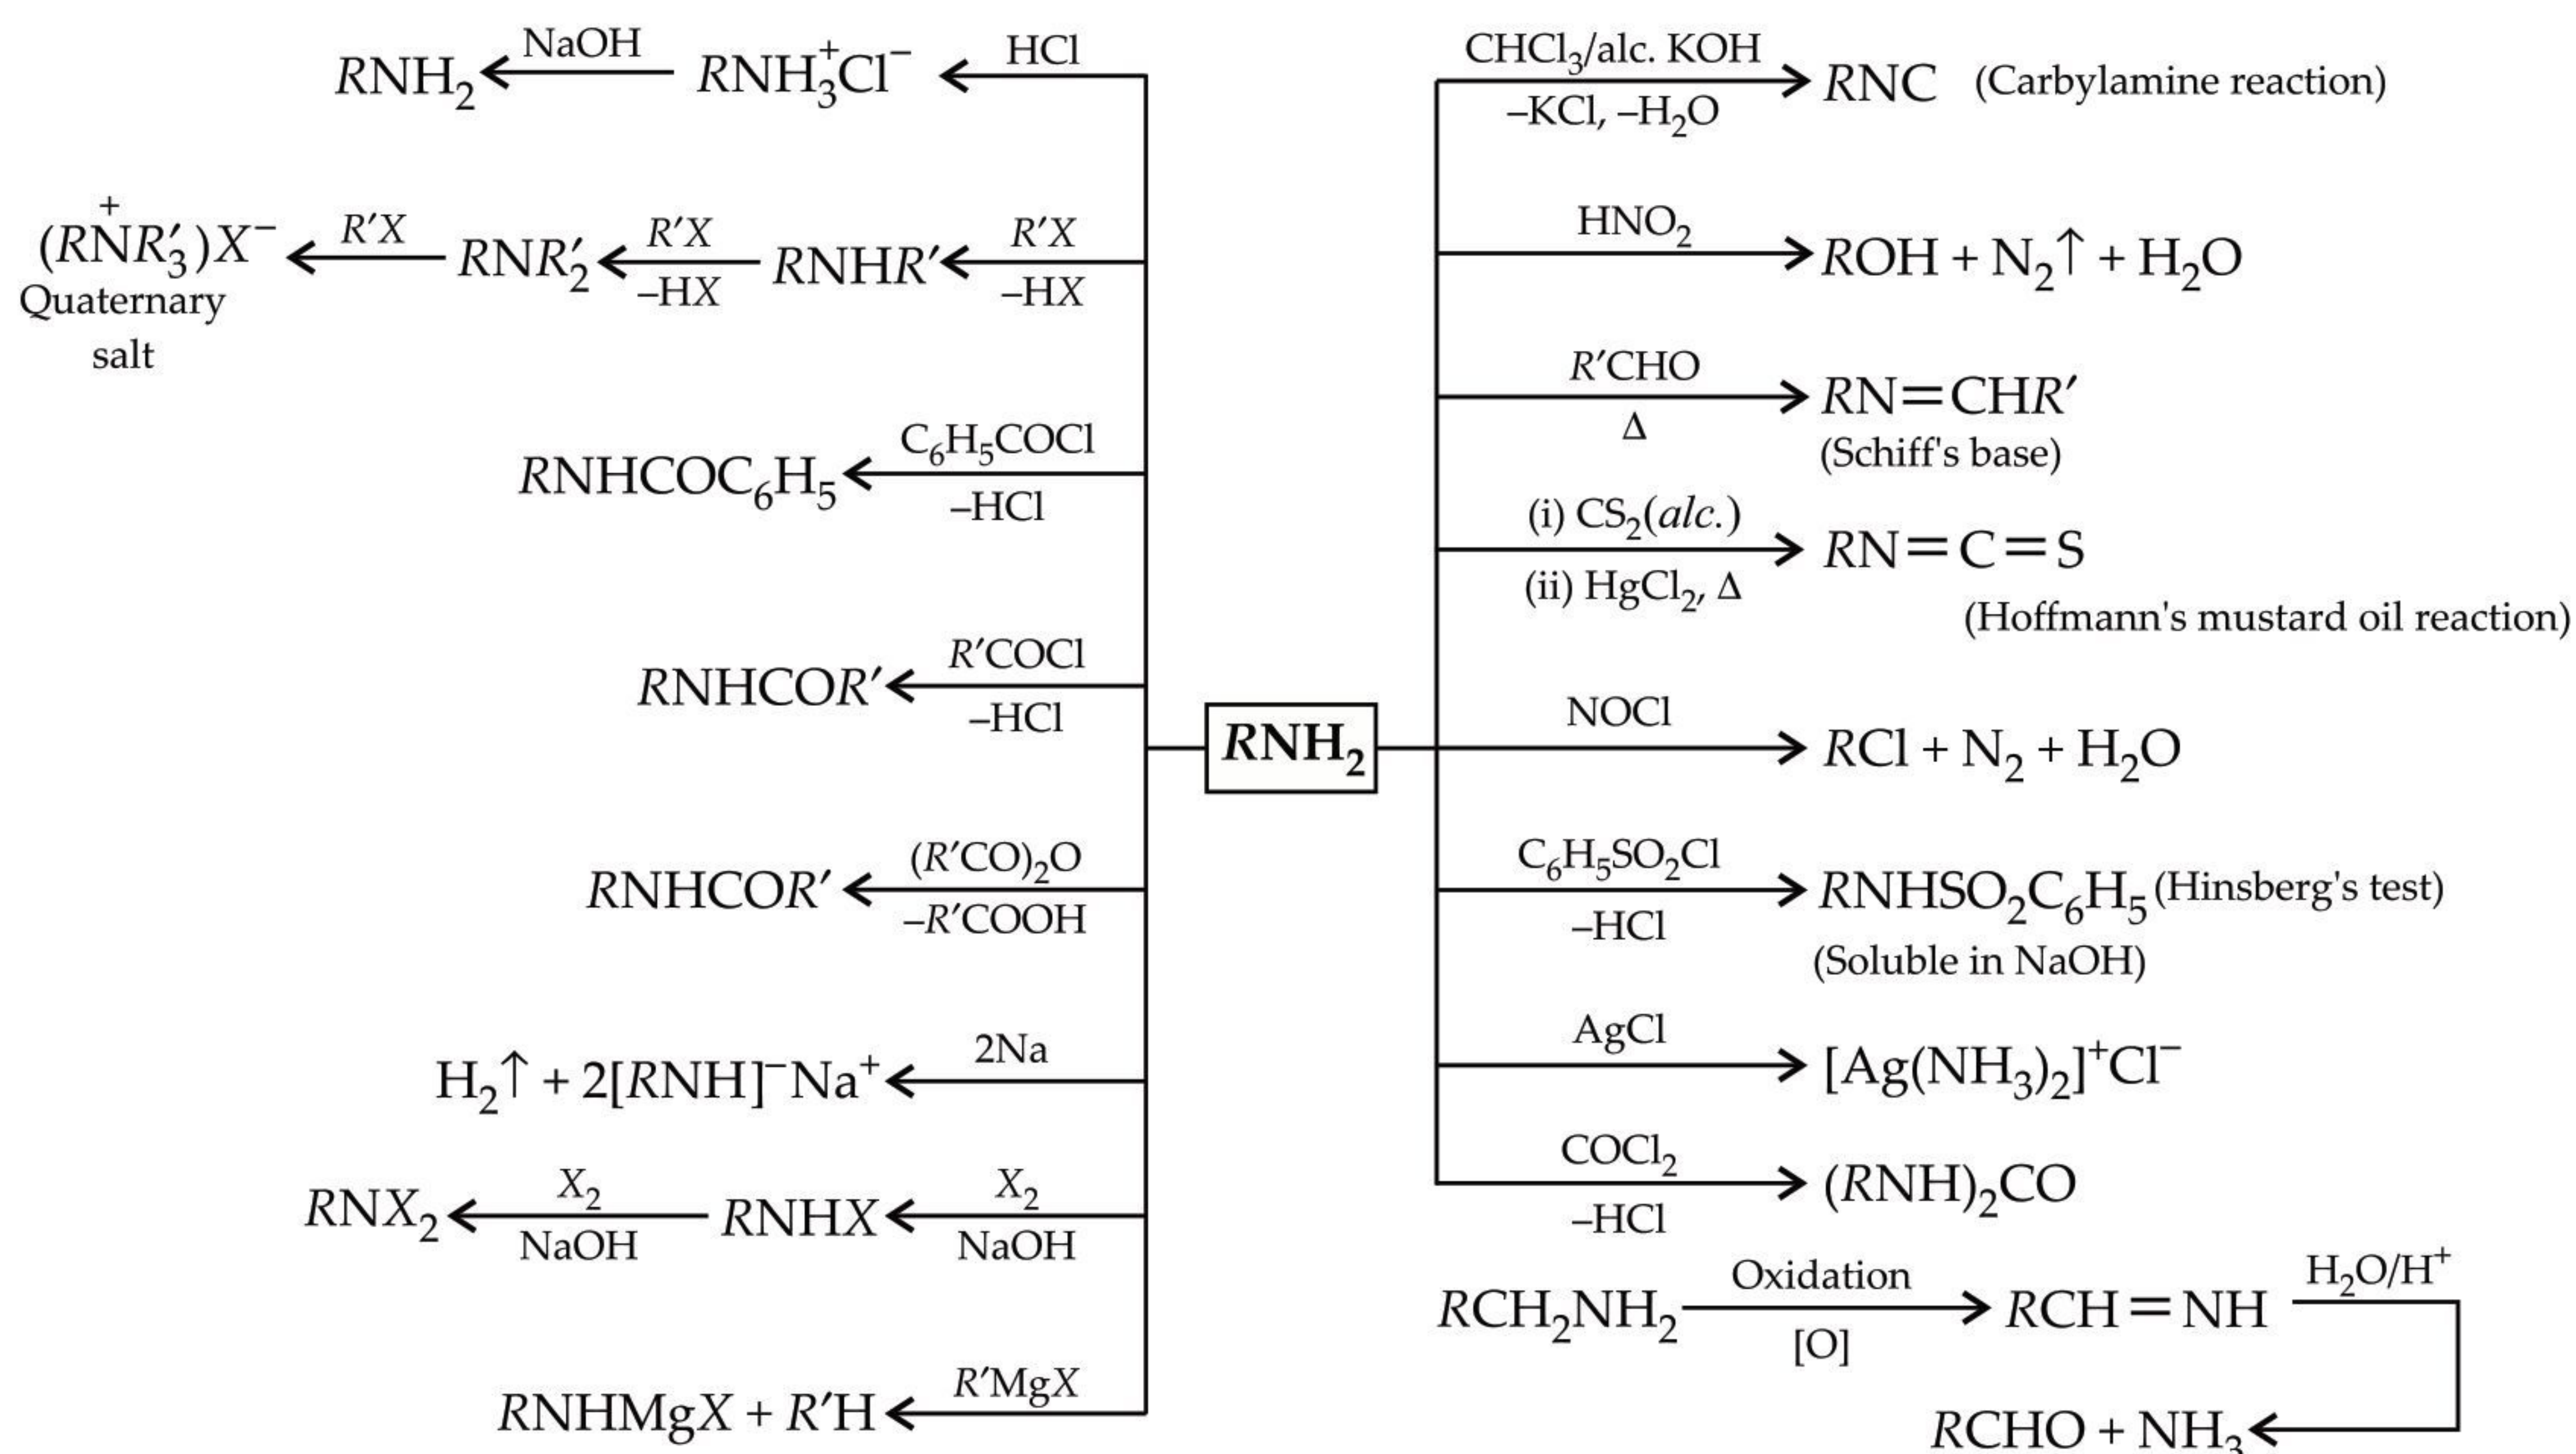 RNH₂ NaOH RNH₃⁺Cl⁻ HCl
(RN⁺R′₃)X⁻ R′X RNR′₂ R′X –HX RNHR′ R′X –HX
Quaternary
salt
RNHCOC₆H₅ C₆H₅COCl –HCl
RNHCOR′ R′COCl –HCl
RNHCOR′ (R′CO)₂O –R′COOH
H₂↑ + 2[RNH]⁻Na⁺ 2Na
RNX₂ X₂ NaOH RNHX X₂ NaOH
RNHMgX + R′H R′MgX
RNH₂
CHCl₃/alc. KOH –KCl, –H₂O RNC (Carbylamine reaction)
HNO₂ ROH + N₂↑ + H₂O
R′CHO Δ RN=CHR′
(Schiff's base)
(i) CS₂(alc.) (ii) HgCl₂, Δ RN=C=S
(Hoffmann's mustard oil reaction)
NOCl RCl + N₂ + H₂O
C₆H₅SO₂Cl –HCl RNHSO₂C₆H₅ (Hinsberg's test)
(Soluble in NaOH)
AgCl [Ag(NH₃)₂]⁺Cl⁻
COCl₂ –HCl (RNH)₂CO
RCH₂NH₂ Oxidation [O] RCH=NH H₂O/H⁺
RCHO + NH₃